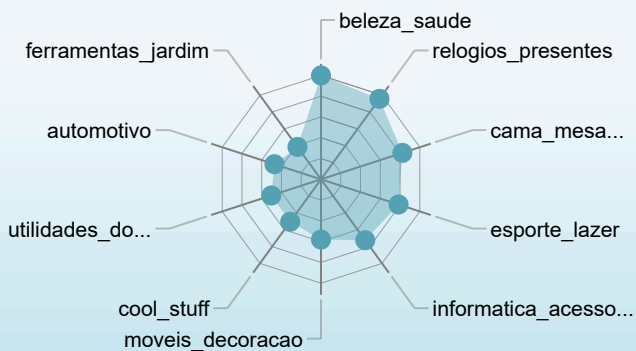 beleza_saude
ferramentas_jardim
relogios_presentes
automotivo
cama_mesa...
utilidades_do...
esporte_lazer
cool_stuff
informatica_acesso...
moveis_decoracao